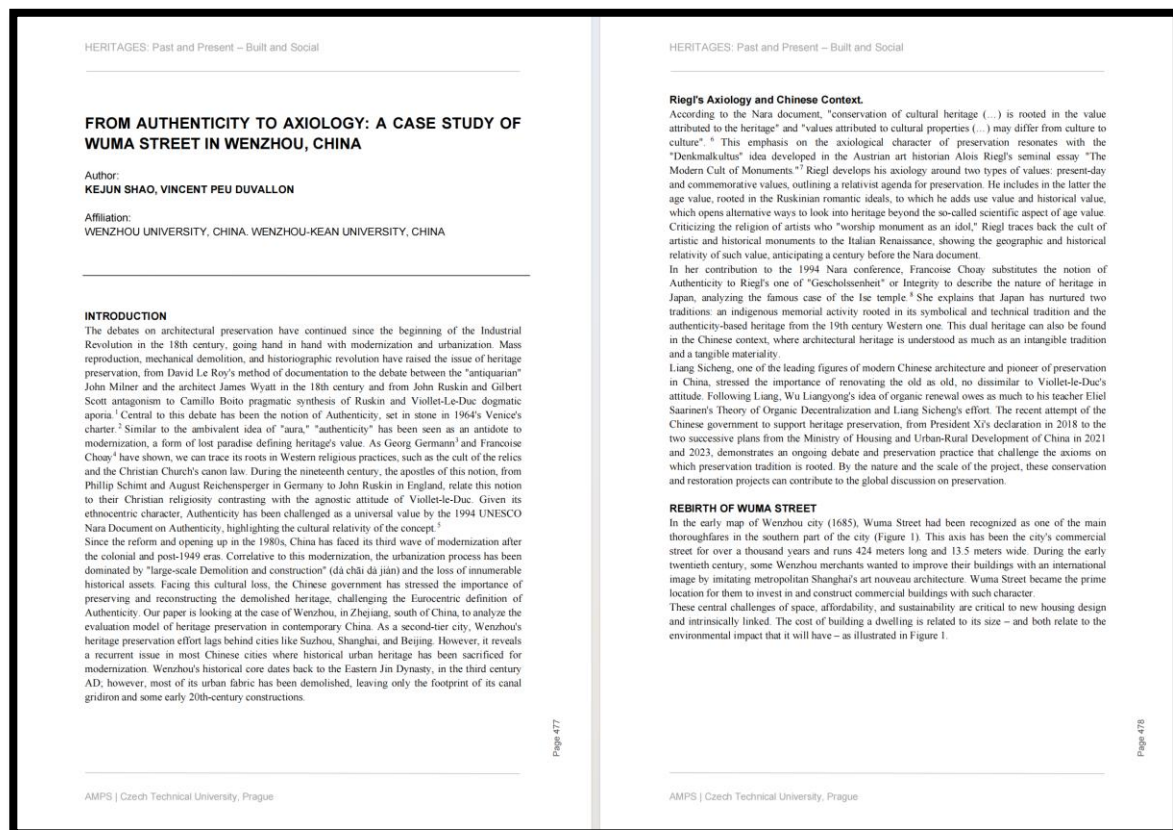 HERITAGES: Past and Present – Built and Social
FROM AUTHENTICITY TO AXIOLOGY: A CASE STUDY OF
WUMA STREET IN WENZHOU, CHINA
Author:
KEJUN SHAO, VINCENT PEU DUVALLON
Affiliation:
WENZHOU UNIVERSITY, CHINA. WENZHOU-KEAN UNIVERSITY, CHINA
INTRODUCTION
The debates on architectural preservation have continued since the beginning of the Industrial
Revolution in the 18th century, going hand in hand with modernization and urbanization. Mass
reproduction, mechanical demolition, and historiographic revolution have raised the issue of heritage
preservation, from David Le Roy's method of documentation to the debate between the "antiquarian"
John Milner and the architect James Wyatt in the 18th century and from John Ruskin and Gilbert
Scott antagonism to Camillo Boito pragmatic synthesis of Ruskin and Viollet-Le-Duc dogmatic
aporia.1 Central to this debate has been the notion of Authenticity, set in stone in 1964's Venice's
charter.2 Similar to the ambivalent idea of "aura," "authenticity" has been seen as an antidote to
modernization, a form of lost paradise defining heritage's value. As Georg Germann3 and Francoise
Choay4 have shown, we can trace its roots in Western religious practices, such as the cult of the relics
and the Christian Church's canon law. During the nineteenth century, the apostles of this notion, from
Phillip Schimt and August Reichensperger in Germany to John Ruskin in England, relate this notion
to their Christian religiosity contrasting with the agnostic attitude of Viollet-le-Duc. Given its
ethnocentric character, Authenticity has been challenged as a universal value by the 1994 UNESCO
Nara Document on Authenticity, highlighting the cultural relativity of the concept.5
Since the reform and opening up in the 1980s, China has faced its third wave of modernization after
the colonial and post-1949 eras. Correlative to this modernization, the urbanization process has been
dominated by "large-scale Demolition and construction" (dà chāi dà jiàn) and the loss of innumerable
historical assets. Facing this cultural loss, the Chinese government has stressed the importance of
preserving and reconstructing the demolished heritage, challenging the Eurocentric definition of
Authenticity. Our paper is looking at the case of Wenzhou, in Zhejiang, south of China, to analyze the
evaluation model of heritage preservation in contemporary China. As a second-tier city, Wenzhou's
heritage preservation effort lags behind cities like Suzhou, Shanghai, and Beijing. However, it reveals
a recurrent issue in most Chinese cities where historical urban heritage has been sacrificed for
modernization. Wenzhou's historical core dates back to the Eastern Jin Dynasty, in the third century
AD; however, most of its urban fabric has been demolished, leaving only the footprint of its canal
gridiron and some early 20th-century constructions.
Page 477
AMPS | Czech Technical University, Prague
HERITAGES: Past and Present – Built and Social
Riegl's Axiology and Chinese Context.
According to the Nara document, "conservation of cultural heritage (...) is rooted in the value
attributed to the heritage" and "values attributed to cultural properties (...) may differ from culture to
culture". 6 This emphasis on the axiological character of preservation resonates with the
"Denkmalkultus" idea developed in the Austrian art historian Alois Riegl's seminal essay "The
Modern Cult of Monuments."7 Riegl develops his axiology around two types of values: present-day
and commemorative values, outlining a relativist agenda for preservation. He includes in the latter the
age value, rooted in the Ruskinian romantic ideals, to which he adds use value and historical value,
which opens alternative ways to look into heritage beyond the so-called scientific aspect of age value.
Criticizing the religion of artists who "worship monument as an idol," Riegl traces back the cult of
artistic and historical monuments to the Italian Renaissance, showing the geographic and historical
relativity of such value, anticipating a century before the Nara document.
In her contribution to the 1994 Nara conference, Francoise Choay substitutes the notion of
Authenticity to Riegl's one of "Gescholssenheit" or Integrity to describe the nature of heritage in
Japan, analyzing the famous case of the Ise temple.8 She explains that Japan has nurtured two
traditions: an indigenous memorial activity rooted in its symbolical and technical tradition and the
authenticity-based heritage from the 19th century Western one. This dual heritage can also be found
in the Chinese context, where architectural heritage is understood as much as an intangible tradition
and a tangible materiality.
Liang Sicheng, one of the leading figures of modern Chinese architecture and pioneer of preservation
in China, stressed the importance of renovating the old as old, no dissimilar to Viollet-le-Duc's
attitude. Following Liang, Wu Liangyong's idea of organic renewal owes as much to his teacher Eliel
Saarinen's Theory of Organic Decentralization and Liang Sicheng's effort. The recent attempt of the
Chinese government to support heritage preservation, from President Xi's declaration in 2018 to the
two successive plans from the Ministry of Housing and Urban-Rural Development of China in 2021
and 2023, demonstrates an ongoing debate and preservation practice that challenge the axioms on
which preservation tradition is rooted. By the nature and the scale of the project, these conservation
and restoration projects can contribute to the global discussion on preservation.
REBIRTH OF WUMA STREET
In the early map of Wenzhou city (1685), Wuma Street had been recognized as one of the main
thoroughfares in the southern part of the city (Figure 1). This axis has been the city's commercial
street for over a thousand years and runs 424 meters long and 13.5 meters wide. During the early
twentieth century, some Wenzhou merchants wanted to improve their buildings with an international
image by imitating metropolitan Shanghai's art nouveau architecture. Wuma Street became the prime
location for them to invest in and construct commercial buildings with such character.
These central challenges of space, affordability, and sustainability are critical to new housing design
and intrinsically linked. The cost of building a dwelling is related to its size – and both relate to the
environmental impact that it will have – as illustrated in Figure 1.
Page 478
AMPS | Czech Technical University, Prague